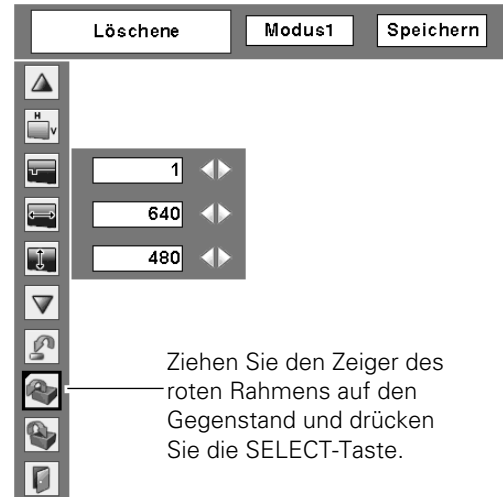 Löschene Modus1 Speichern
H
V
1
640
480
Ziehen Sie den Zeiger des
roten Rahmens auf den
Gegenstand und drücken
Sie die SELECT-Taste.